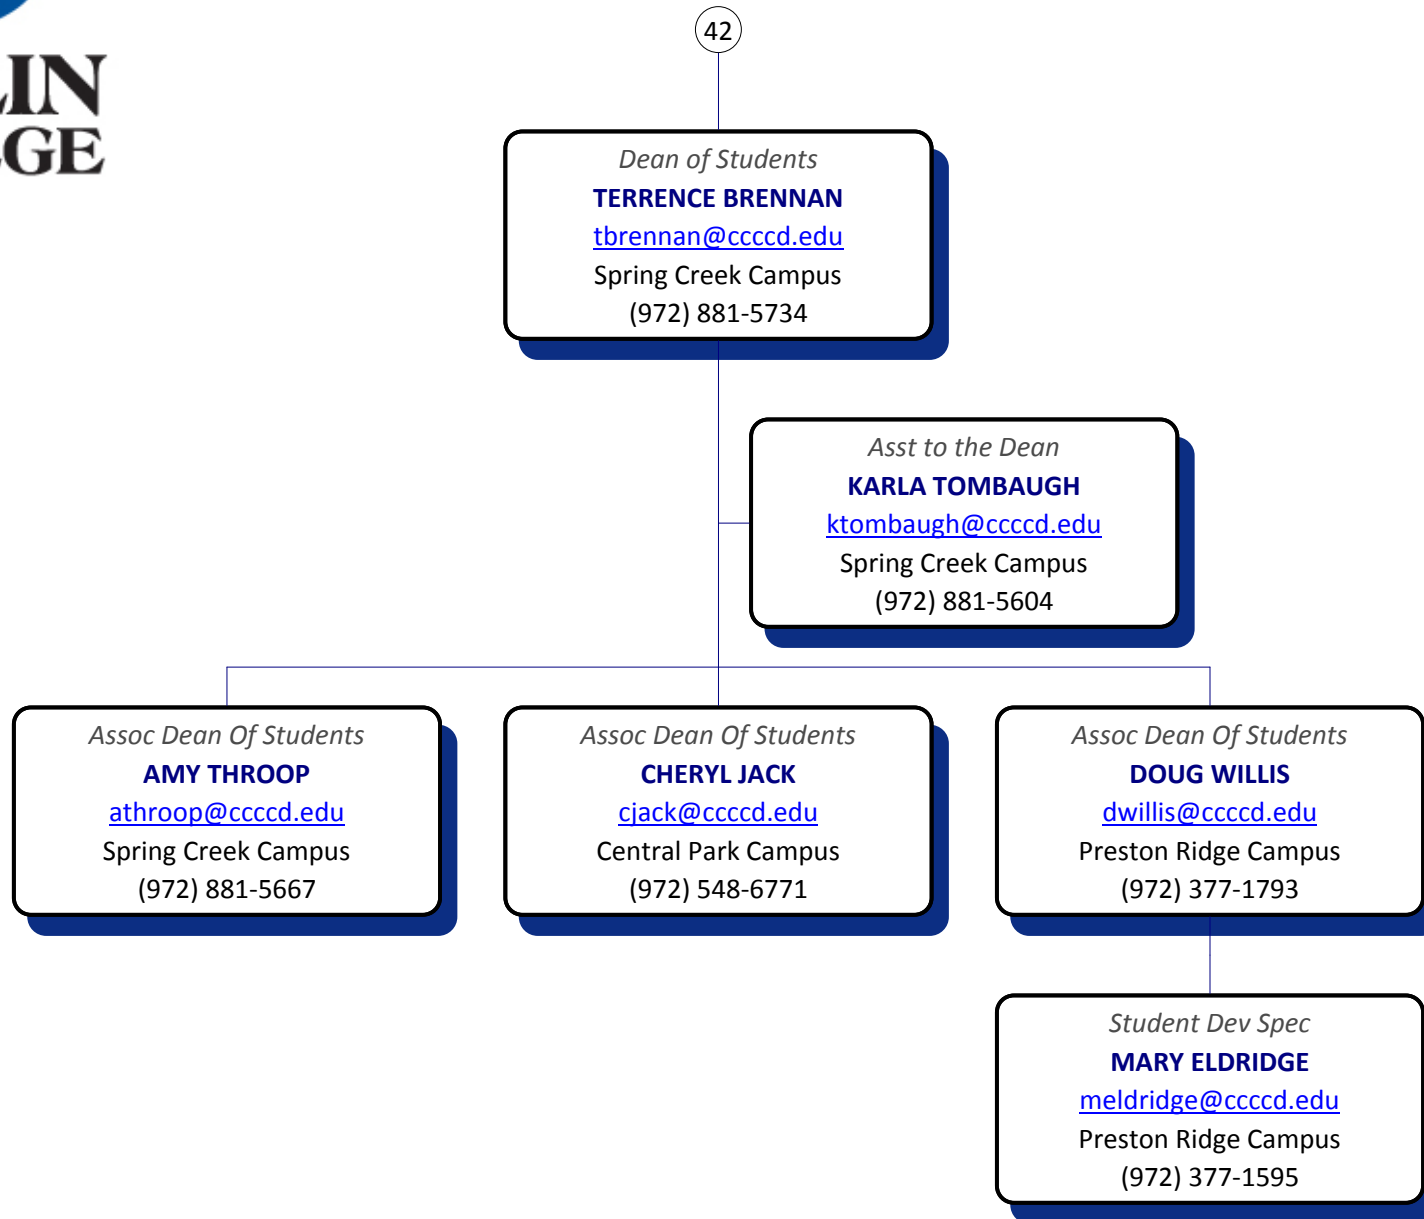 LIN
EGE
42
Dean of Students
TERRENCE BRENNAN
tbrennan@ccccd.edu
Spring Creek Campus
(972) 881-5734
Asst to the Dean
KARLA TOMBAUGH
ktombaugh@ccccd.edu
Spring Creek Campus
(972) 881-5604
Assoc Dean Of Students
AMY THROOP
athroop@ccccd.edu
Spring Creek Campus
(972) 881-5667
Assoc Dean Of Students
CHERYL JACK
cjack@ccccd.edu
Central Park Campus
(972) 548-6771
Assoc Dean Of Students
DOUG WILLIS
dwillis@ccccd.edu
Preston Ridge Campus
(972) 377-1793
Student Dev Spec
MARY ELDRIDGE
meldridge@ccccd.edu
Preston Ridge Campus
(972) 377-1595